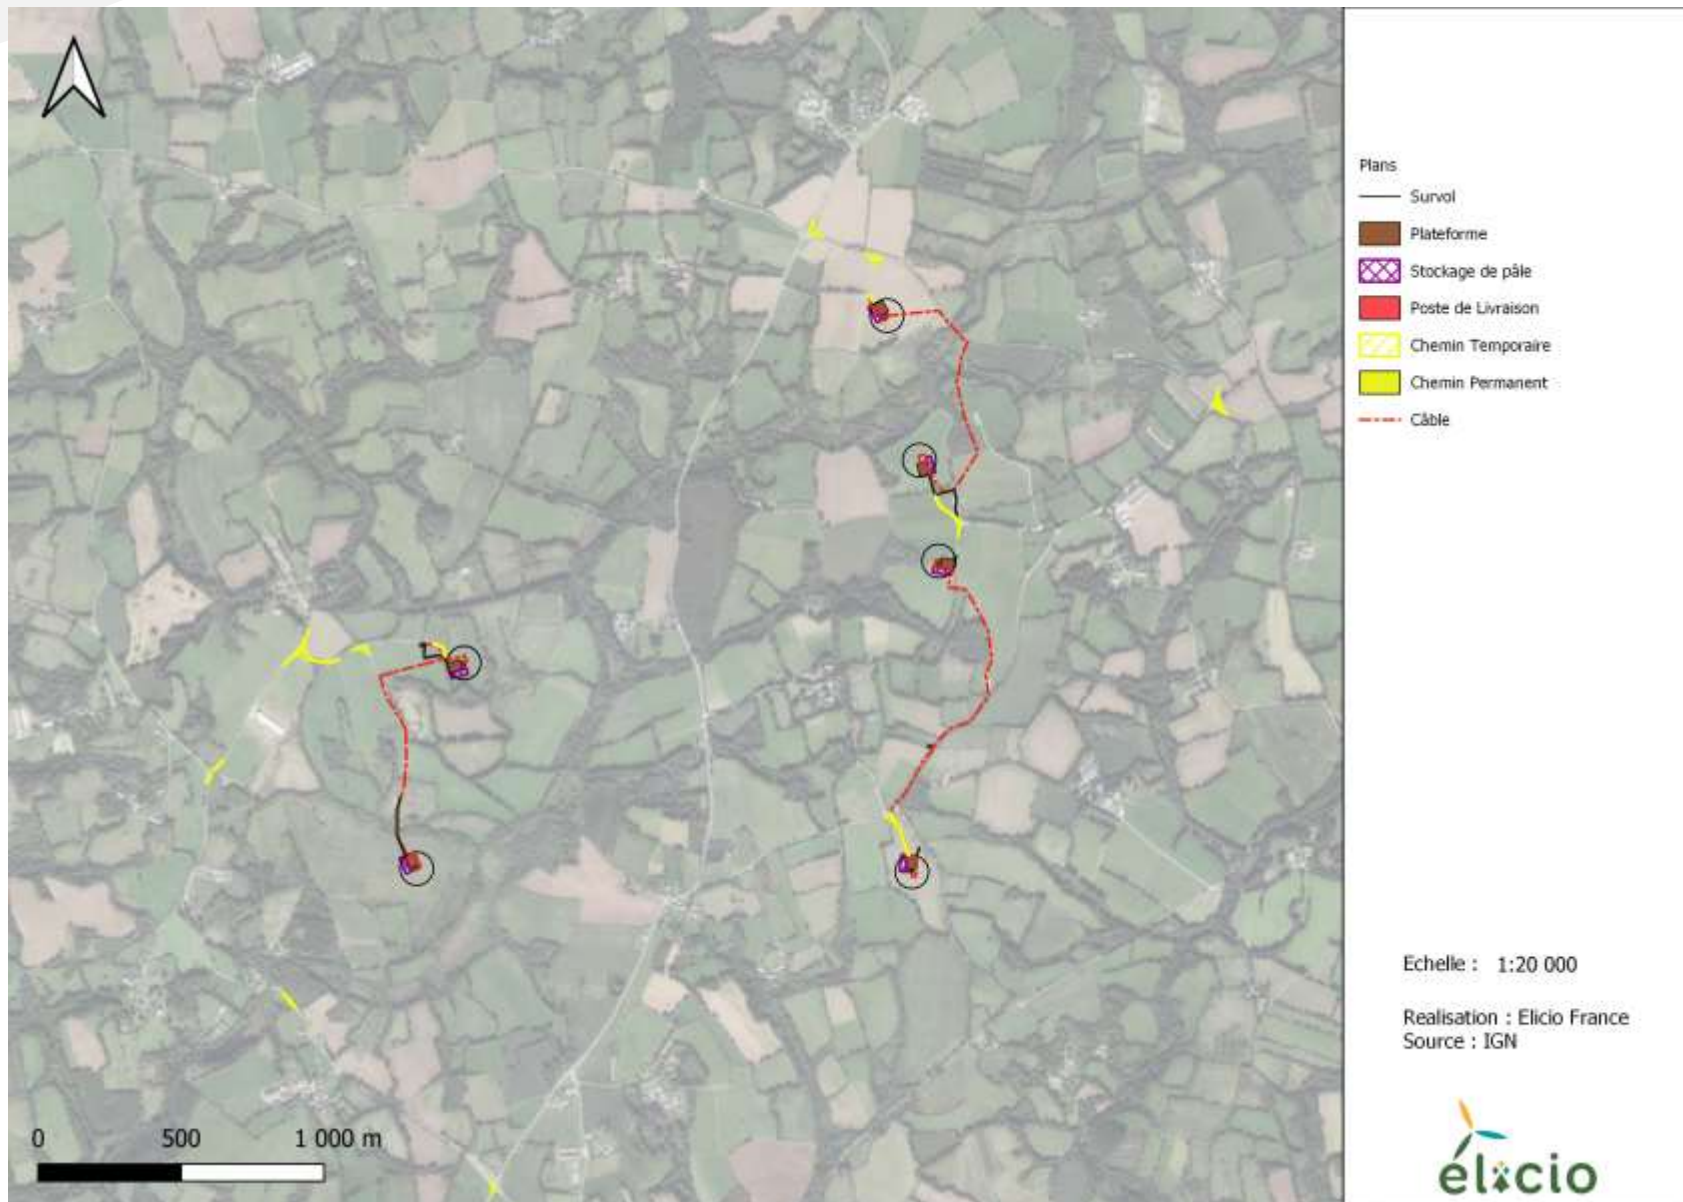 Plans
Survol
Plateforme
Stockage de pâle
Poste de Livraison
Chemin Temporaire
Chemin Permanent
Câble
Echelle : 1:20 000
Realisation : Elicio France
Source : IGN
0 500 1 000 m
élicio